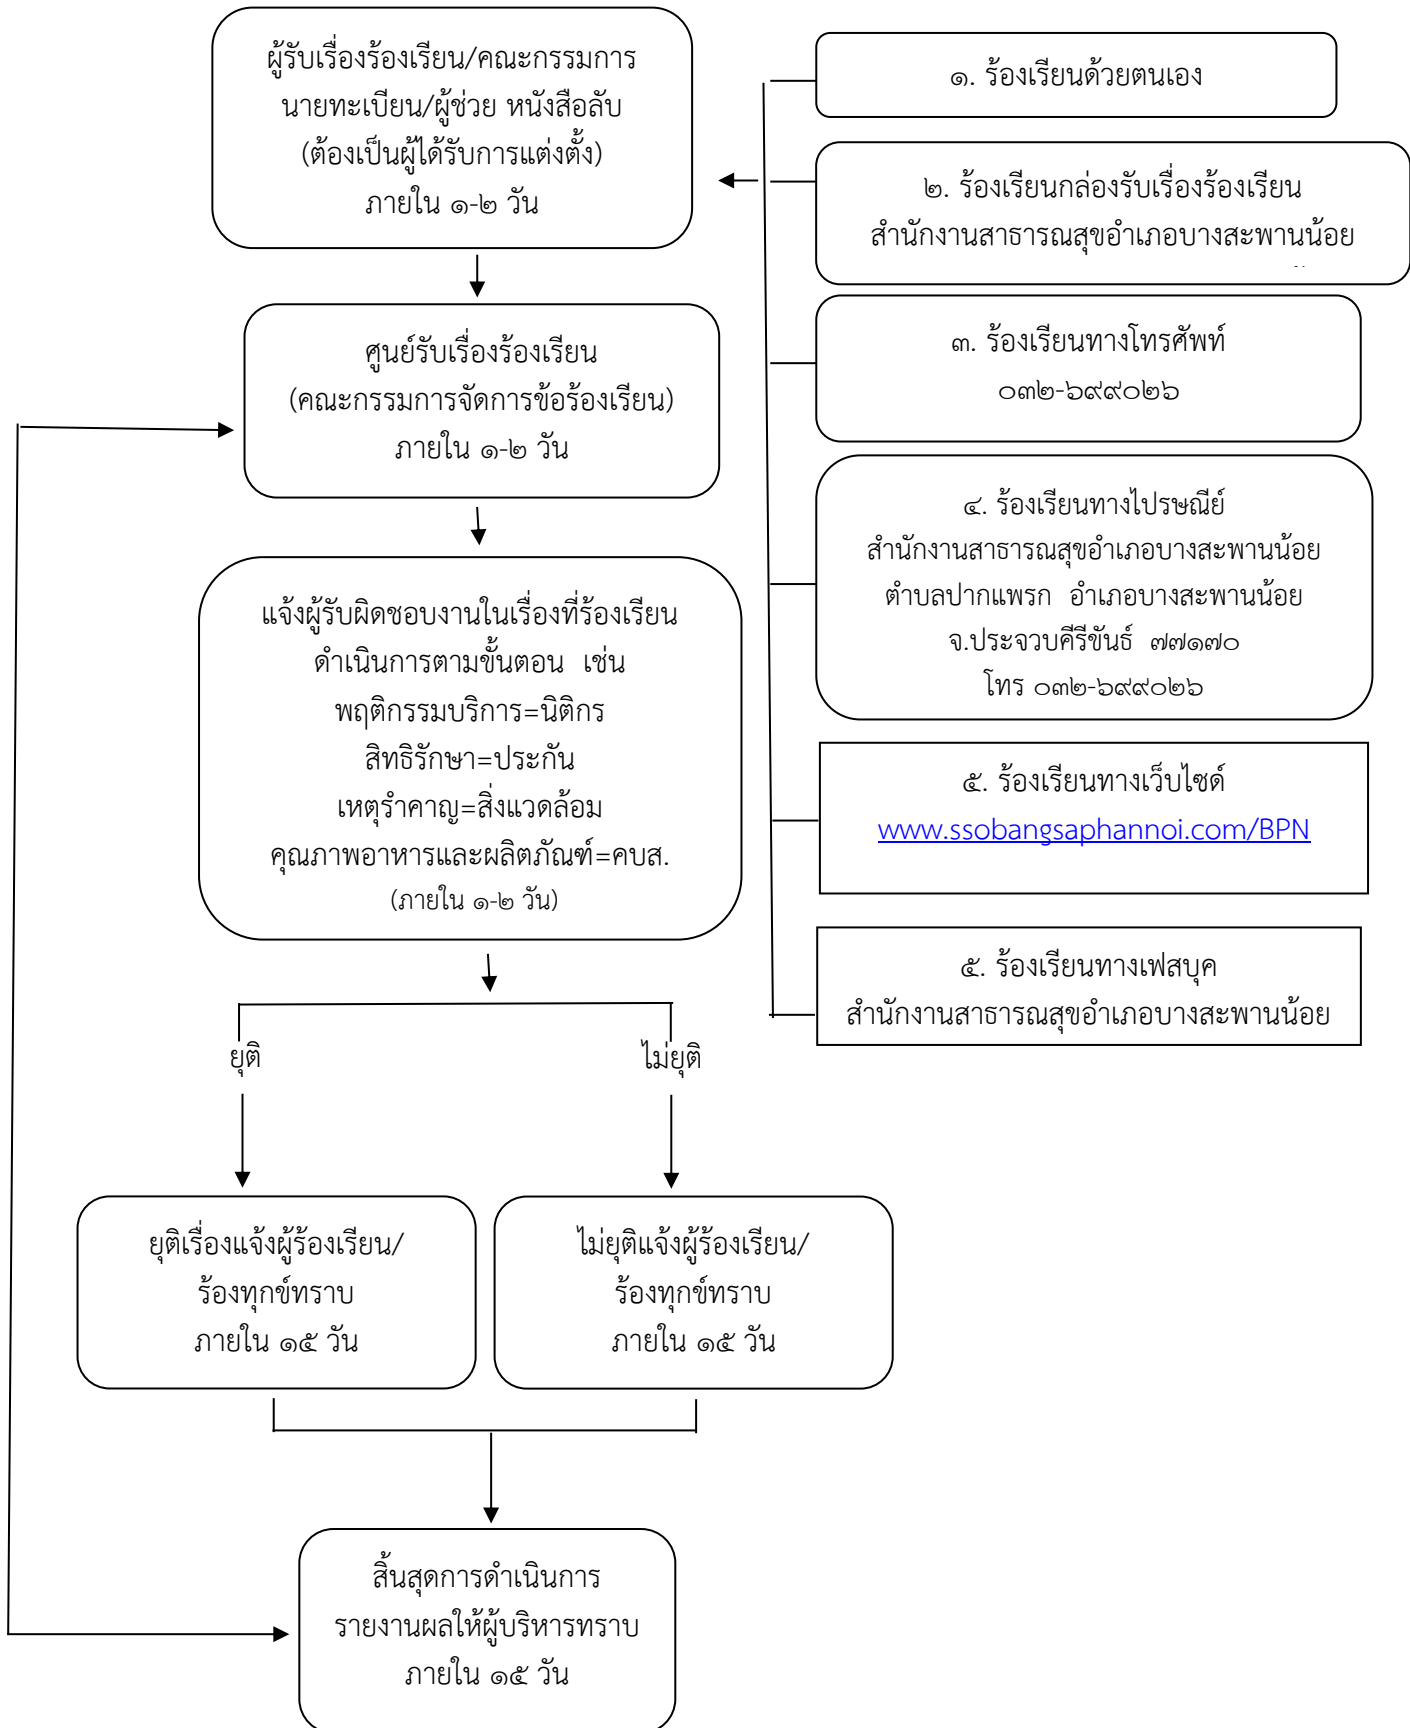 ผู้รับเรื่องร้องเรียน/คณะกรรมการ
นายทะเบียน/ผู้ช่วย หนังสือลับ
(ต้องเป็นผู้ได้รับการแต่งตั้ง)
ภายใน ๑-๒ วัน
๑. ร้องเรียนด้วยตนเอง
๒. ร้องเรียนกล่องรับเรื่องร้องเรียน
สำนักงานสาธารณสุขอำเภอบางสะพานน้อย
๓. ร้องเรียนทางโทรศัพท์
๐๓๒-๖๙๙๐๒๖
๔. ร้องเรียนทางไปรษณีย์
สำนักงานสาธารณสุขอำเภอบางสะพานน้อย
ตำบลปากแพรก อำเภอบางสะพานน้อย
จ.ประจวบคีรีขันธ์ ๗๗๑๗๐
โทร ๐๓๒-๖๙๙๐๒๖
๕. ร้องเรียนทางเว็บไซด์
www.ssobangsaphannoi.com/BPN
๕. ร้องเรียนทางเฟสบุค
สำนักงานสาธารณสุขอำเภอบางสะพานน้อย
ศูนย์รับเรื่องร้องเรียน
(คณะกรรมการจัดการข้อร้องเรียน)
ภายใน ๑-๒ วัน
แจ้งผู้รับผิดชอบงานในเรื่องที่ร้องเรียน
ดำเนินการตามขั้นตอน เช่น
พฤติกรรมบริการ=นิติกร
สิทธิรักษา=ประกัน
เหตุรำคาญ=สิ่งแวดล้อม
คุณภาพอาหารและผลิตภัณฑ์=คบส.
(ภายใน ๑-๒ วัน)
ยุติ
ไม่ยุติ
ยุติเรื่องแจ้งผู้ร้องเรียน/
ร้องทุกข์ทราบ
ภายใน ๑๕ วัน
ไม่ยุติแจ้งผู้ร้องเรียน/
ร้องทุกข์ทราบ
ภายใน ๑๕ วัน
สิ้นสุดการดำเนินการ
รายงานผลให้ผู้บริหารทราบ
ภายใน ๑๕ วัน